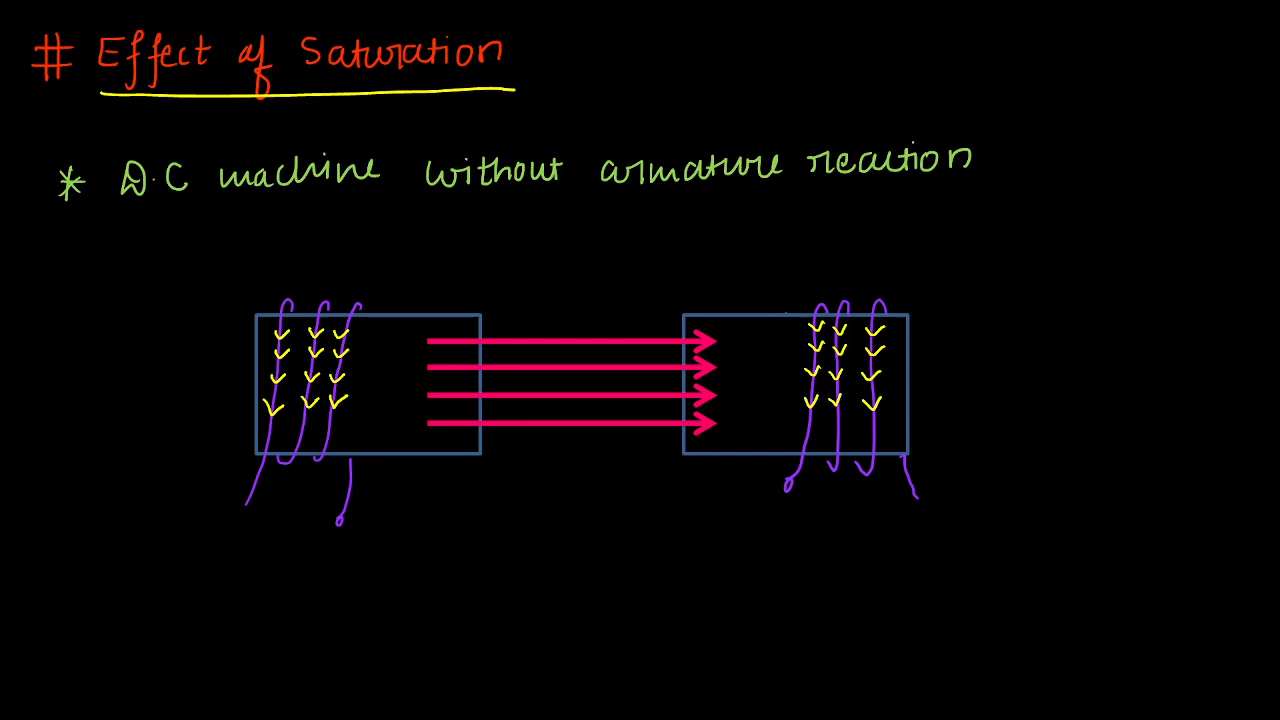 # Effect of Saturation
* D.C machine without armature reaction